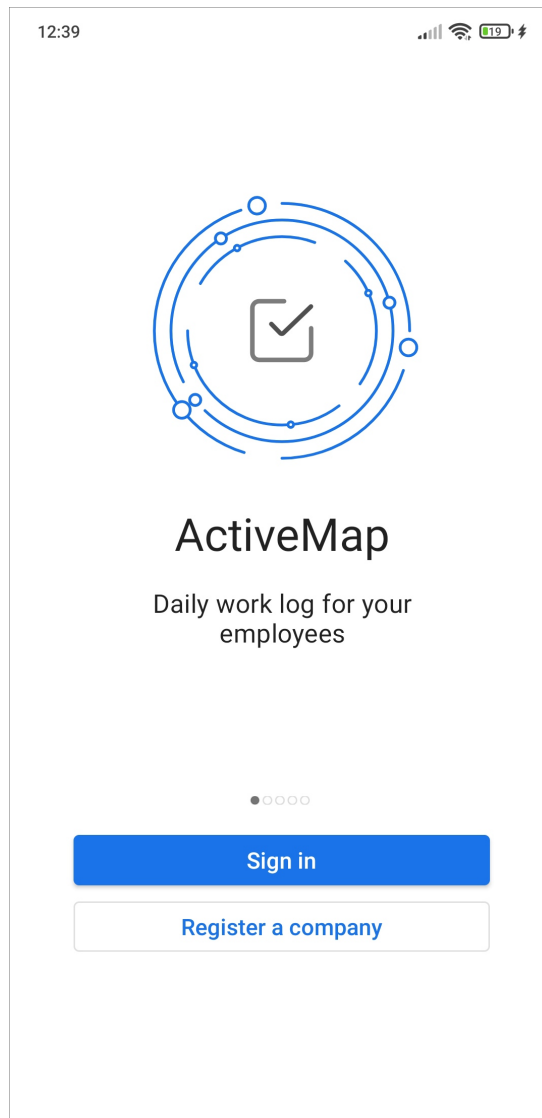 12:39
19
ActiveMap
Daily work log for your
employees
Sign in
Register a company